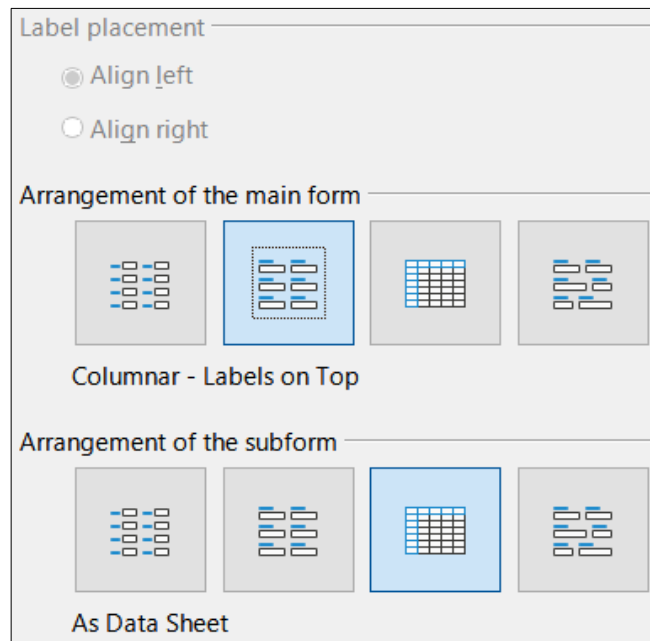 Label placement
Align left
Align right
Arrangement of the main form
Columnar - Labels on Top
Arrangement of the subform
As Data Sheet